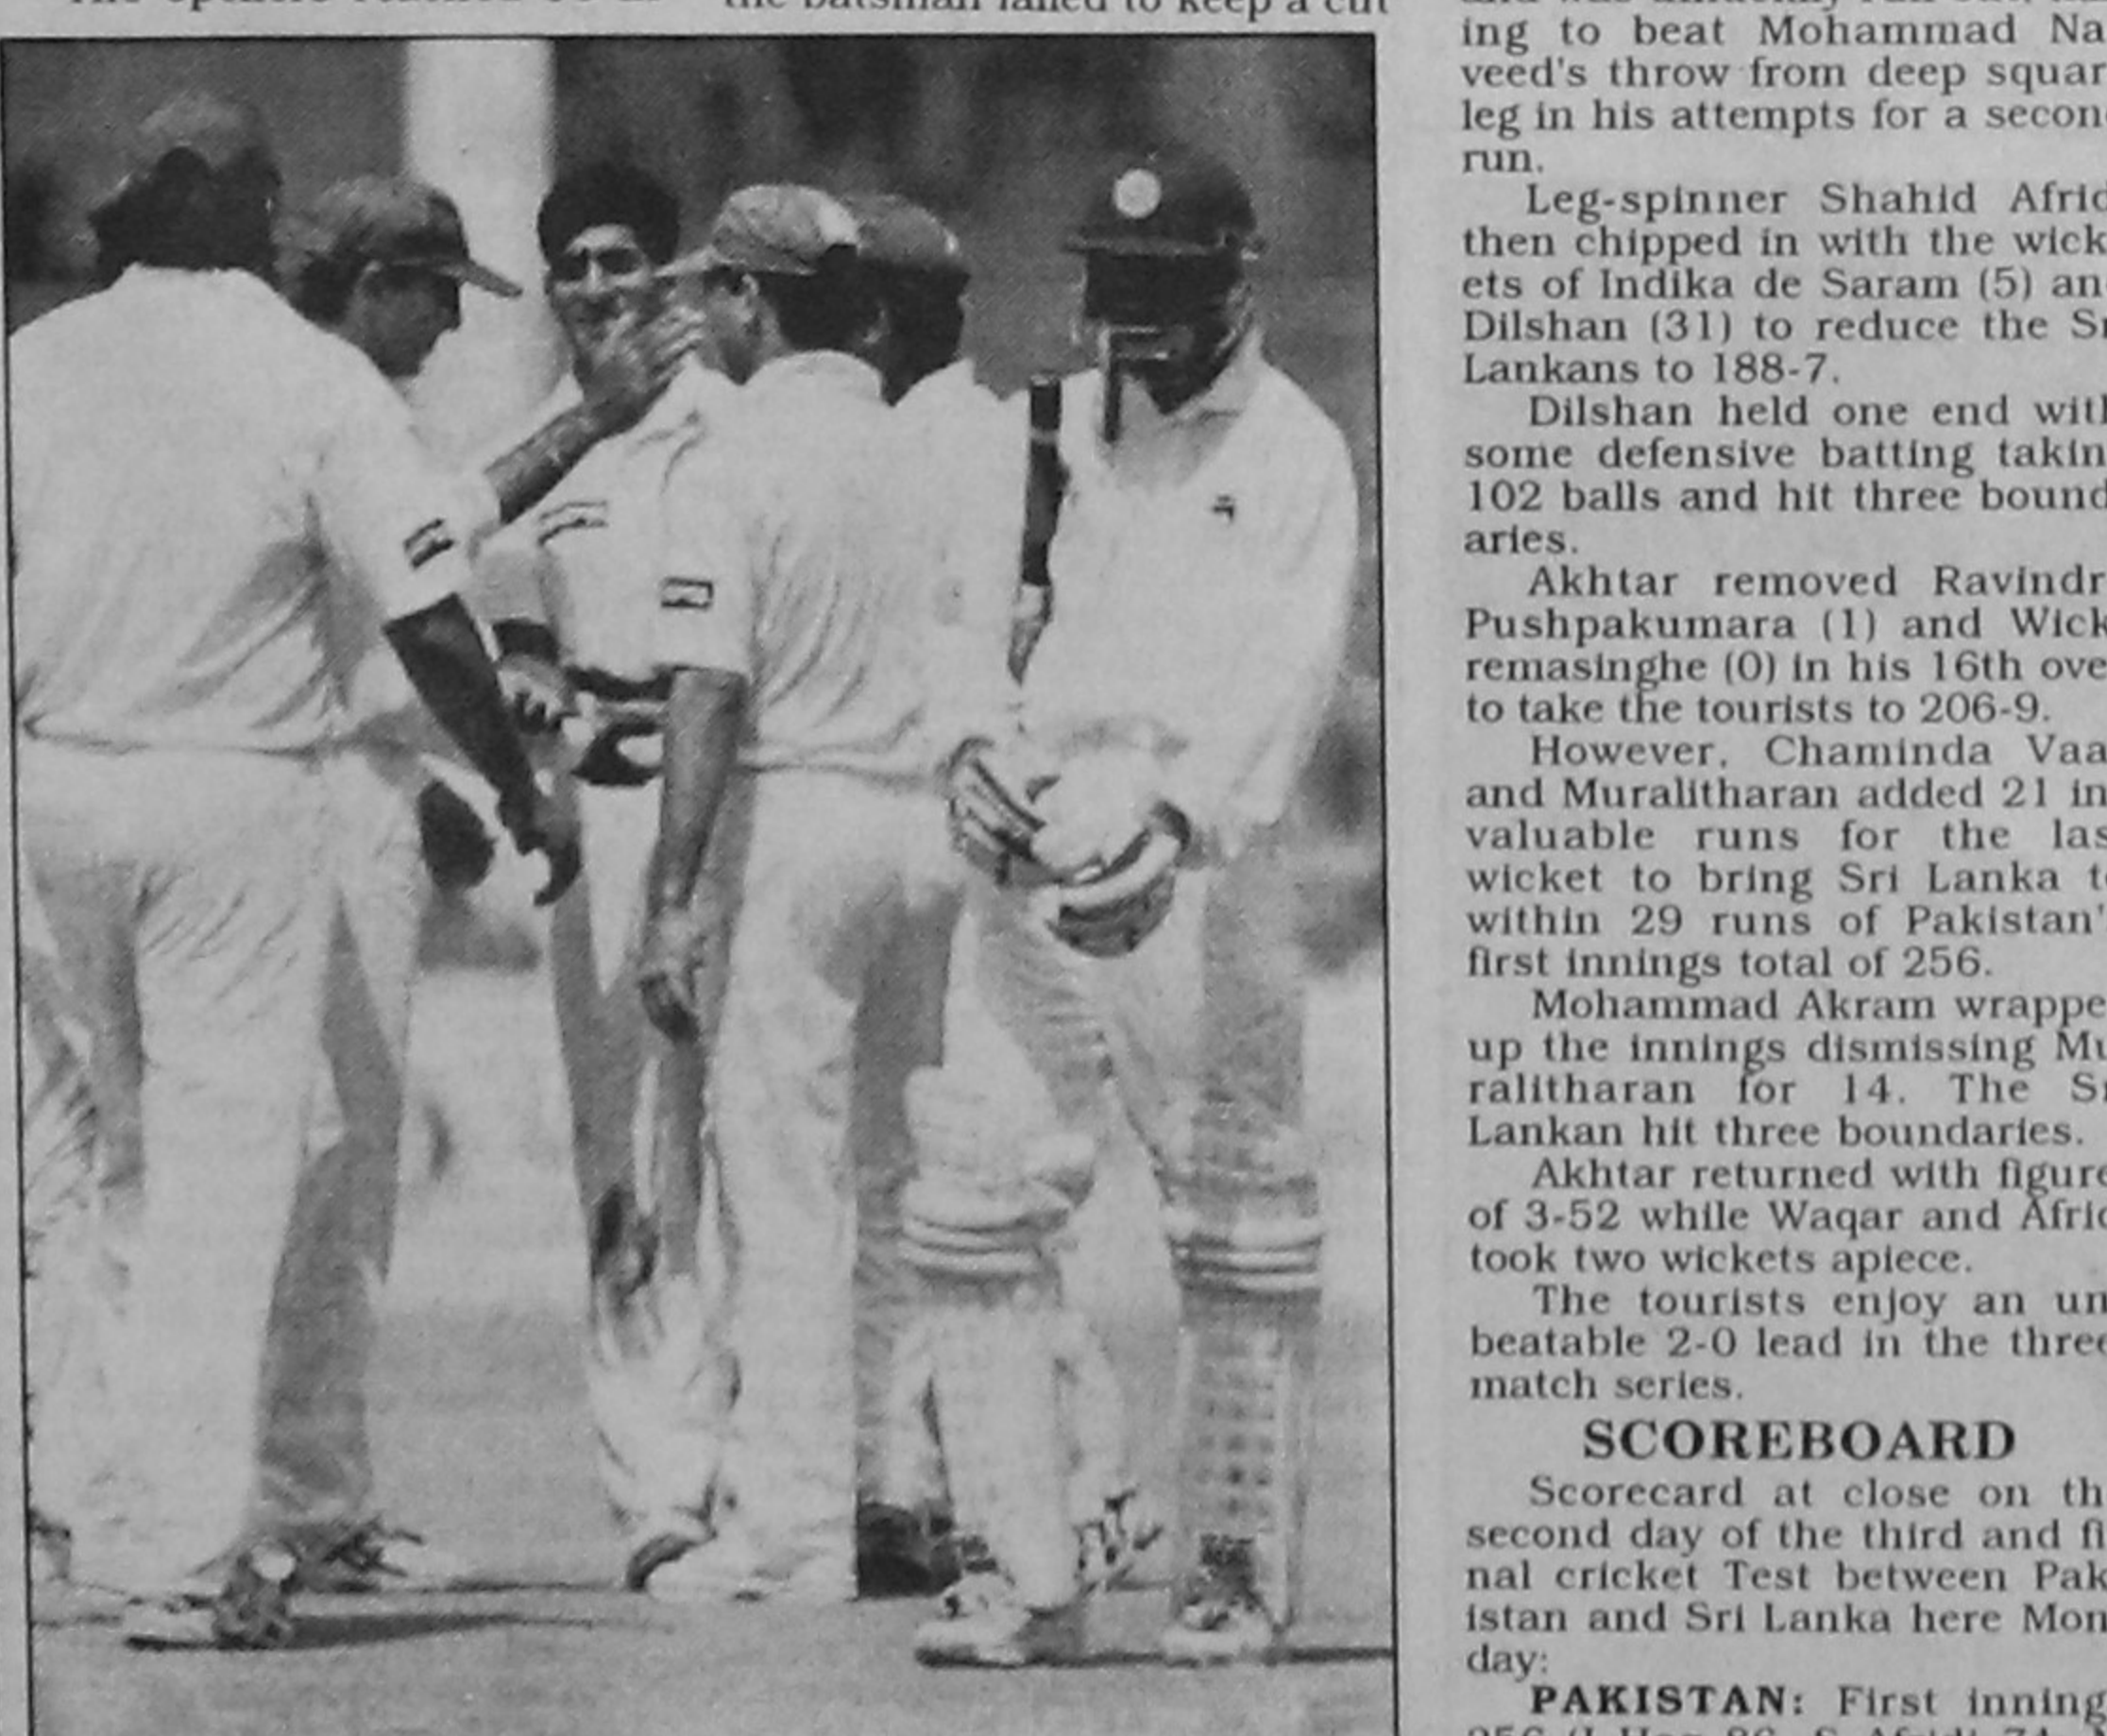 the batsman failed to keep a cut
ing to beat Mohammad Na-
veed's throw from deep squar
leg in his attempts for a secon
run.
Leg-spinner Shahid Afrid
then chipped in with the wick-
ets of Indika de Saram (5) an
Dilshan (31) to reduce the Sr
Lankans to 188-7.
Dilshan held one end with
some defensive batting takin
102 balls and hit three bound
aries.
Akhtar removed Ravindr
Pushpakumara (1) and Wick
remasinghe (0) in his 16th ove
to take the tourists to 206-9.
However, Chaminda Vaa
and Muralitharan added 21 in
valuable runs for the las
wicket to bring Sri Lanka to
within 29 runs of Pakistan'
first innings total of 256.
Mohammad Akram wrappe
up the innings dismissing Mu
ralitharan for 14. The Sr
Lankan hit three boundaries.
Akhtar returned with figure
of 3-52 while Waqar and Afrid
took two wickets apiece.
The tourists enjoy an un
beatable 2-0 lead in the three
match series.
SCOREBOARD
Scorecard at close on th
second day of the third and fi
nal cricket Test between Pak
istan and Sri Lanka here Mon
day:
PAKISTAN: First inning